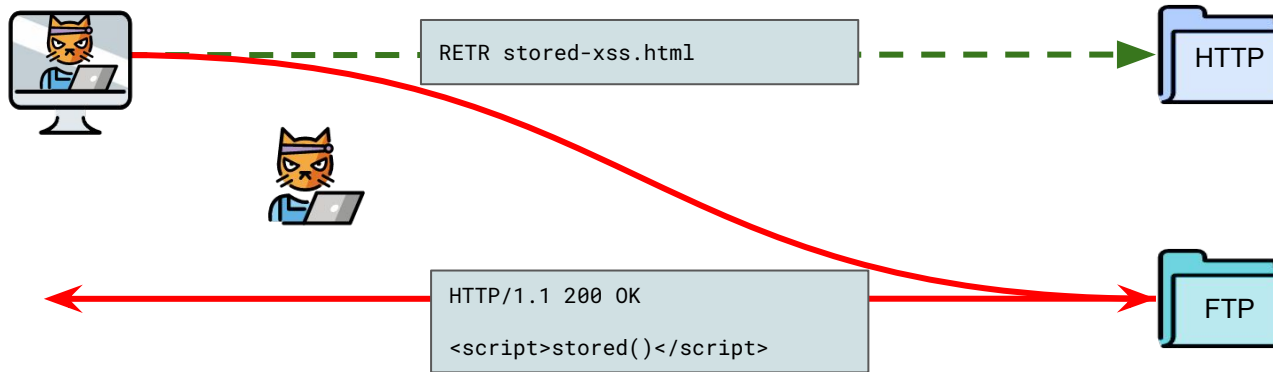 RETR stored-xss.html
HTTP
HTTP/1.1 200 OK
<script>stored()</script>
FTP